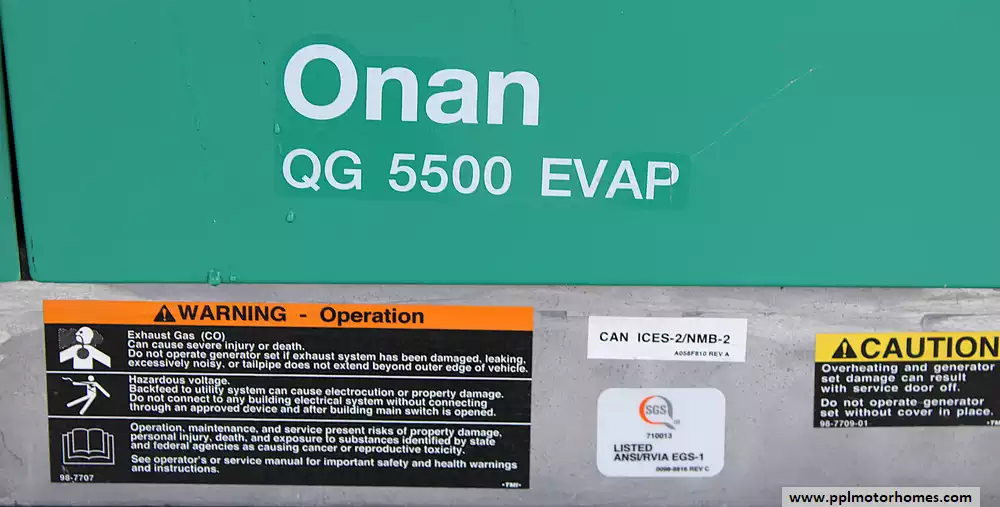 Onan
QG 5500 EVAP
WARNING - Operation
Exhaust Gas (CO)
Can cause severe injury or death.
Do not operate generator set if exhaust system has been damaged, leaking,
excessively noisy, or tailpipe does not extend beyond outer edge of vehicle.
Hazardous voltage.
Backfeed to utility system can cause electrocution or property damage.
Do not connect to any building electrical system without connecting
through an approved device and after building main switch is opened.
Operation, maintenance, and service present risks of property damage,
personal injury, death, and exposure to substances identified by state
and federal agencies as causing cancer or reproductive toxicity.
See operator's or service manual for important safety and health warnings
and instructions.
98-7707
-TMI-
CAN ICES-2/NMB-2
A058F810 REV A
SGS
710013
LISTED
ANSI/RVIA EGS-1
REV C
CAUTION
Overheating and generator
set damage can result
with service door off.
Do not operate generator
set without cover in place.
98-7709-01
www.pplmotorhomes.com